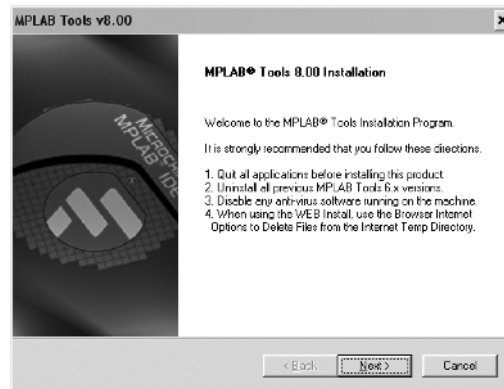 MPLAB Tools v8.00
MICROCHIP
MPLAB IDE
MPLAB® Tools 8.00 Installation
Welcome to the MPLAB® Tools Installation Program.
It is strongly recommended that you follow these directions.
1. Quit all applications before installing this product.
2. Uninstall all previous MPLAB Tools 6.x versions.
3. Disable any anti-virus software running on the machine.
4. When using the WEB Install, use the Browser Internet
Options to Delete Files from the Internet Temp Directory.
< Back
Next >
Cancel